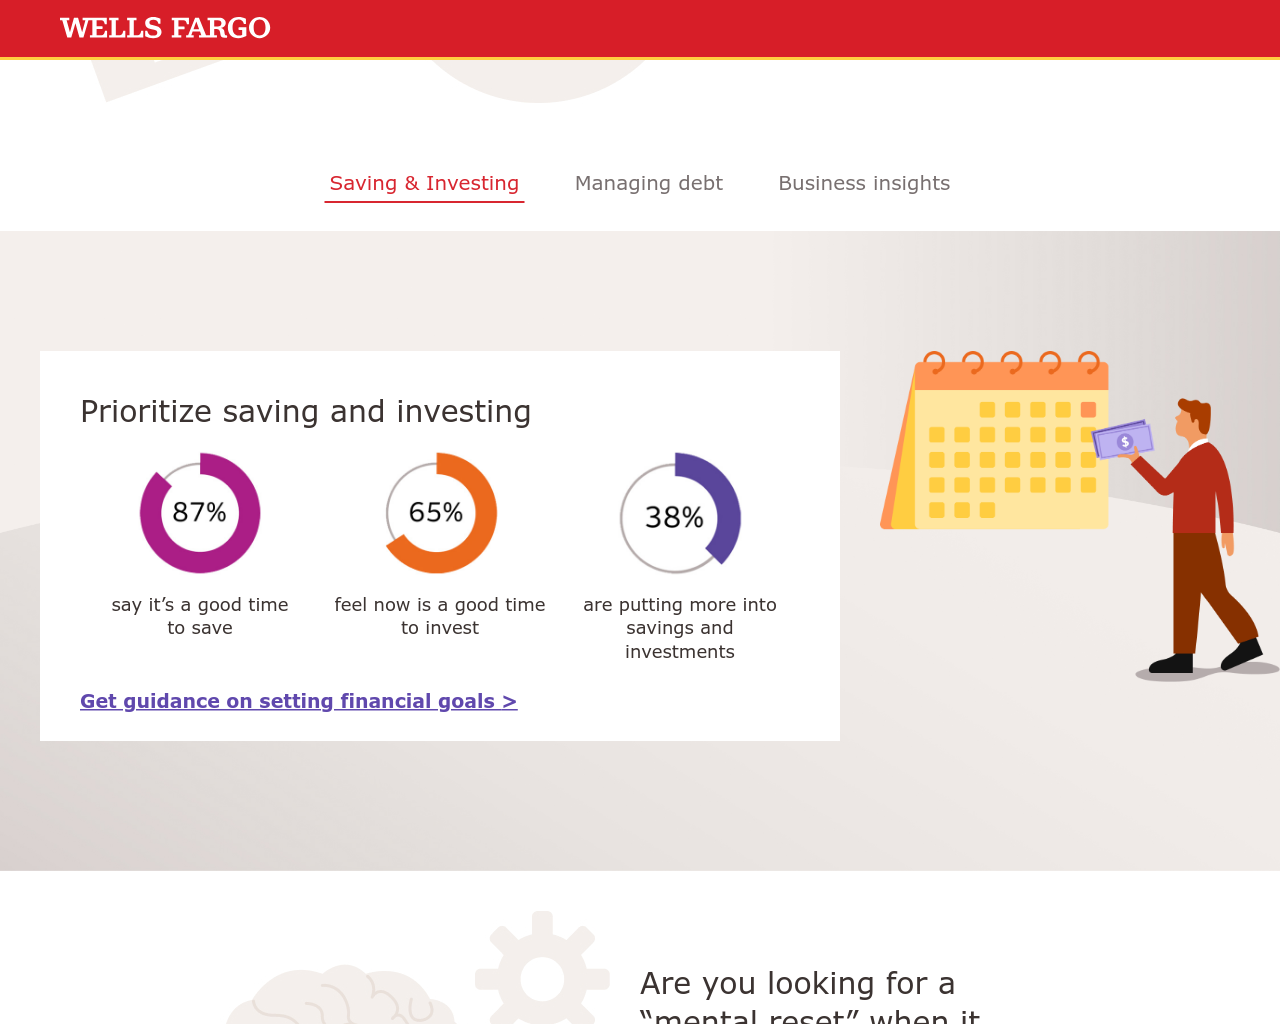 WELLS FARGO
Saving & Investing
Managing debt
Business insights
Prioritize saving and investing
87%
65%
38%
say it’s a good time
to save
feel now is a good time
to invest
are putting more into
savings and
investments
Get guidance on setting financial goals >
$
Are you looking for a
“mental reset” when it